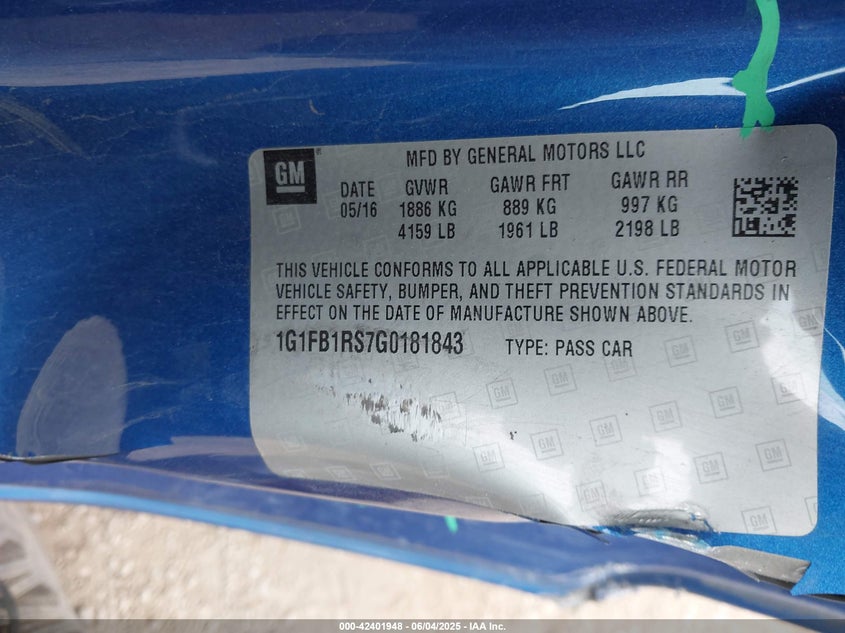 GM
MFD BY GENERAL MOTORS LLC
DATE GVWR GAWR FRT GAWR RR
05/16 1886 KG 889 KG 997 KG
4159 LB 1961 LB 2198 LB
THIS VEHICLE CONFORMS TO ALL APPLICABLE U.S. FEDERAL MOTOR
VEHICLE SAFETY, BUMPER, AND THEFT PREVENTION STANDARDS IN
EFFECT ON THE DATE OF MANUFACTURE SHOWN ABOVE.
1G1FB1RS7G0181843 TYPE: PASS CAR
000-42401948 - 06/04/2025 - IAA Inc.